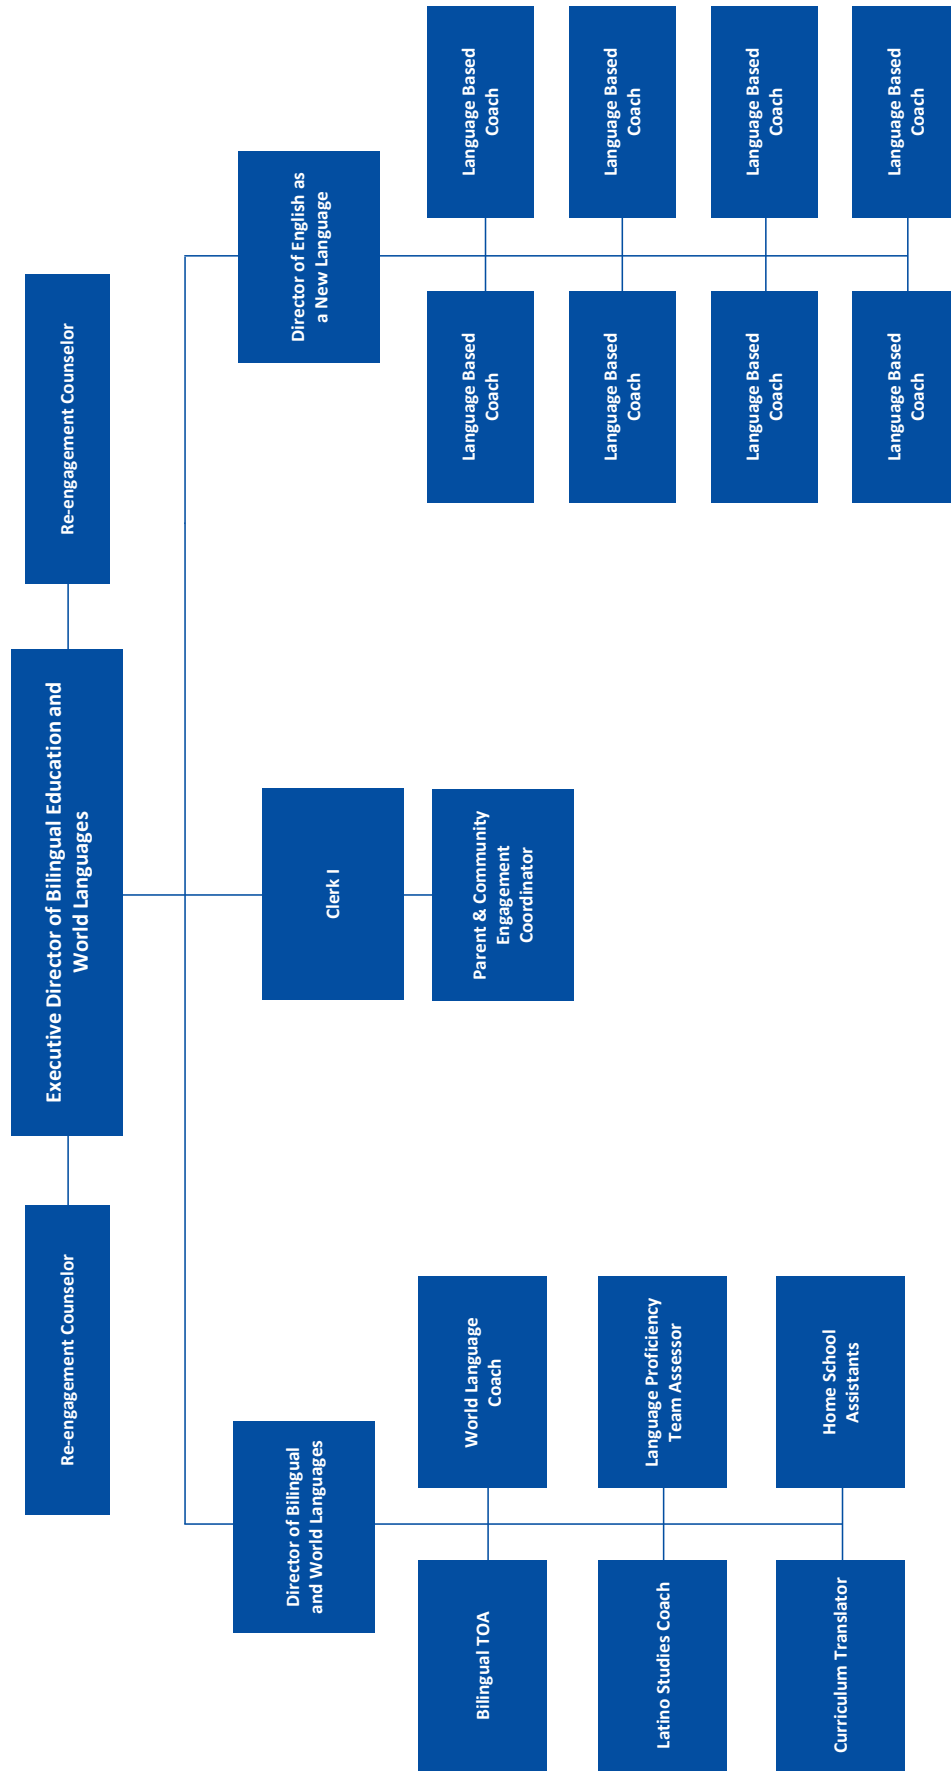 Executive Director of Bilingual Education and
World Languages
Re-engagement Counselor
Re-engagement Counselor
Director of Bilingual
and World Languages
Clerk I
Director of English as
a New Language
Parent & Community
Engagement
Coordinator
Bilingual TOA
World Language
Coach
Latino Studies Coach
Language Proficiency
Team Assessor
Curriculum Translator
Home School
Assistants
Language Based
Coach
Language Based
Coach
Language Based
Coach
Language Based
Coach
Language Based
Coach
Language Based
Coach
Language Based
Coach
Language Based
Coach